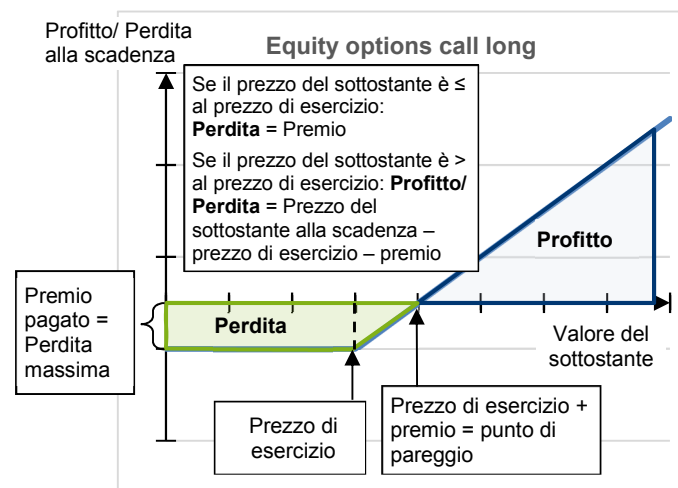 Profitto/ Perdita
alla scadenza
Equity options call long
Se il prezzo del sottostante è ≤
al prezzo di esercizio:
Perdita = Premio
Se il prezzo del sottostante è >
al prezzo di esercizio: Profitto/
Perdita = Prezzo del
sottostante alla scadenza –
prezzo di esercizio – premio
Profitto
Premio
pagato =
Perdita
massima
Perdita
Valore del
sottostante
Prezzo di
esercizio
Prezzo di esercizio +
premio = punto di
pareggio